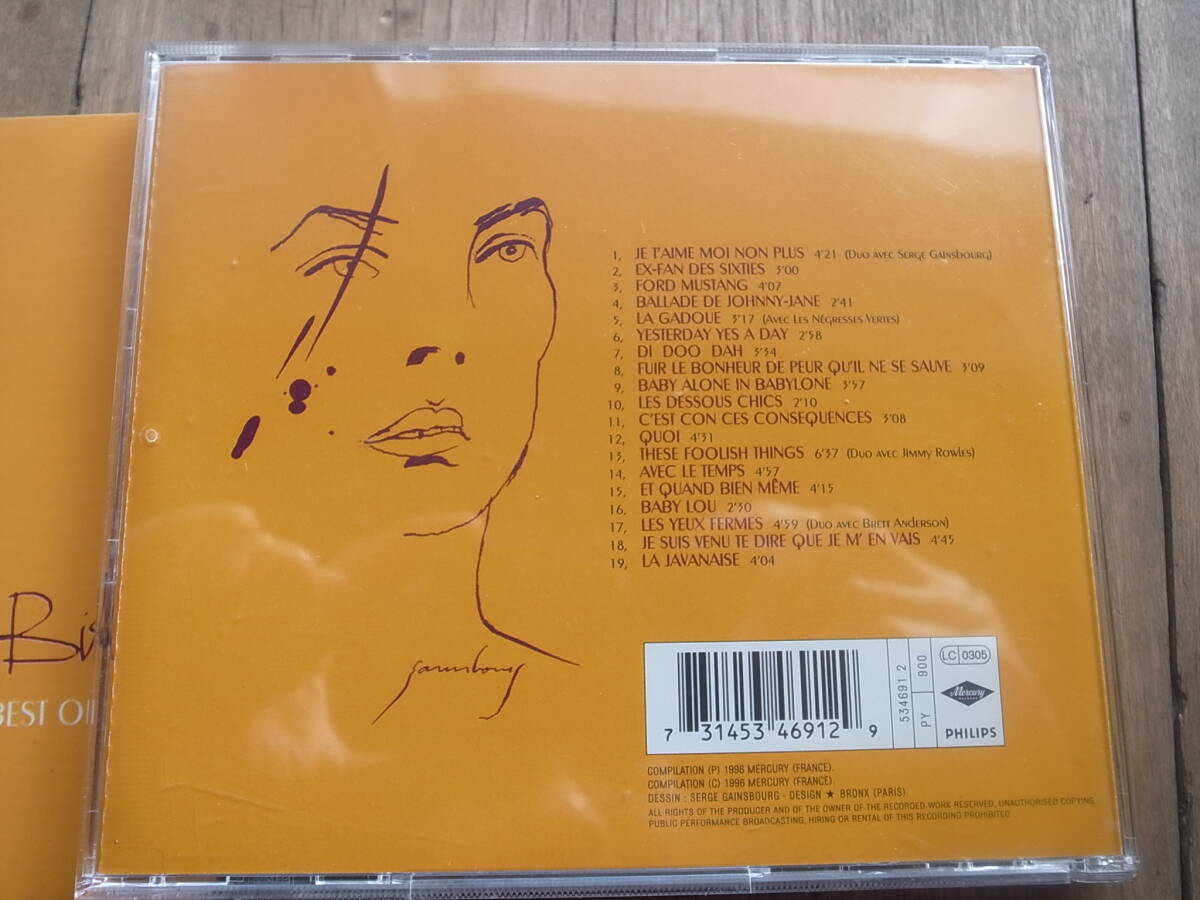 1, JE T'AIME MOI NON PLUS 4'21 (Duo avec Serge Gainsbourg)
2, EX-FAN DES SIXTIES 3'00
3, FORD MUSTANG 4'07
4, BALLADE DE JOHNNY-JANE 2'41
5, LA GADOUE 3'17 (Avec Les Négresses Vertes)
6, YESTERDAY YES A DAY 2'58
7, DI DOO DAH 3'34
8, FUIR LE BONHEUR DE PEUR QU'IL NE SE SAUVE 3'09
9, BABY ALONE IN BABYLONE 3'57
10, LES DESSOUS CHICS 2'10
11, C'EST CON CES CONSEQUENCES 3'08
12, QUOI 4'31
13, THESE FOOLISH THINGS 6'37 (Duo avec Jimmy Rowles)
14, AVEC LE TEMPS 4'57
15, ET QUAND BIEN MÊME 4'15
16, BABY LOU 2'30
17, LES YEUX FERMES 4'59 (Duo avec Brett Anderson)
18, JE SUIS VENU TE DIRE QUE JE M' EN VAIS 4'45
19, LA JAVANAISE 4'04
gainsbourg
BEST OF
7 31453 46912 9
534691 2
PY 900
LC 0305
Mercury
RECORDS
PHILIPS
COMPILATION (P) 1996 MERCURY (FRANCE).
COMPILATION (C) 1996 MERCURY (FRANCE).
DESSIN : SERGE GAINSBOURG - DESIGN ★ BRONX (PARIS)
ALL RIGHTS OF THE PRODUCER AND OF THE OWNER OF THE RECORDED WORK RESERVED. UNAUTHORISED COPYING,
PUBLIC PERFORMANCE BROADCASTING, HIRING OR RENTAL OF THIS RECORDING PROHIBITED